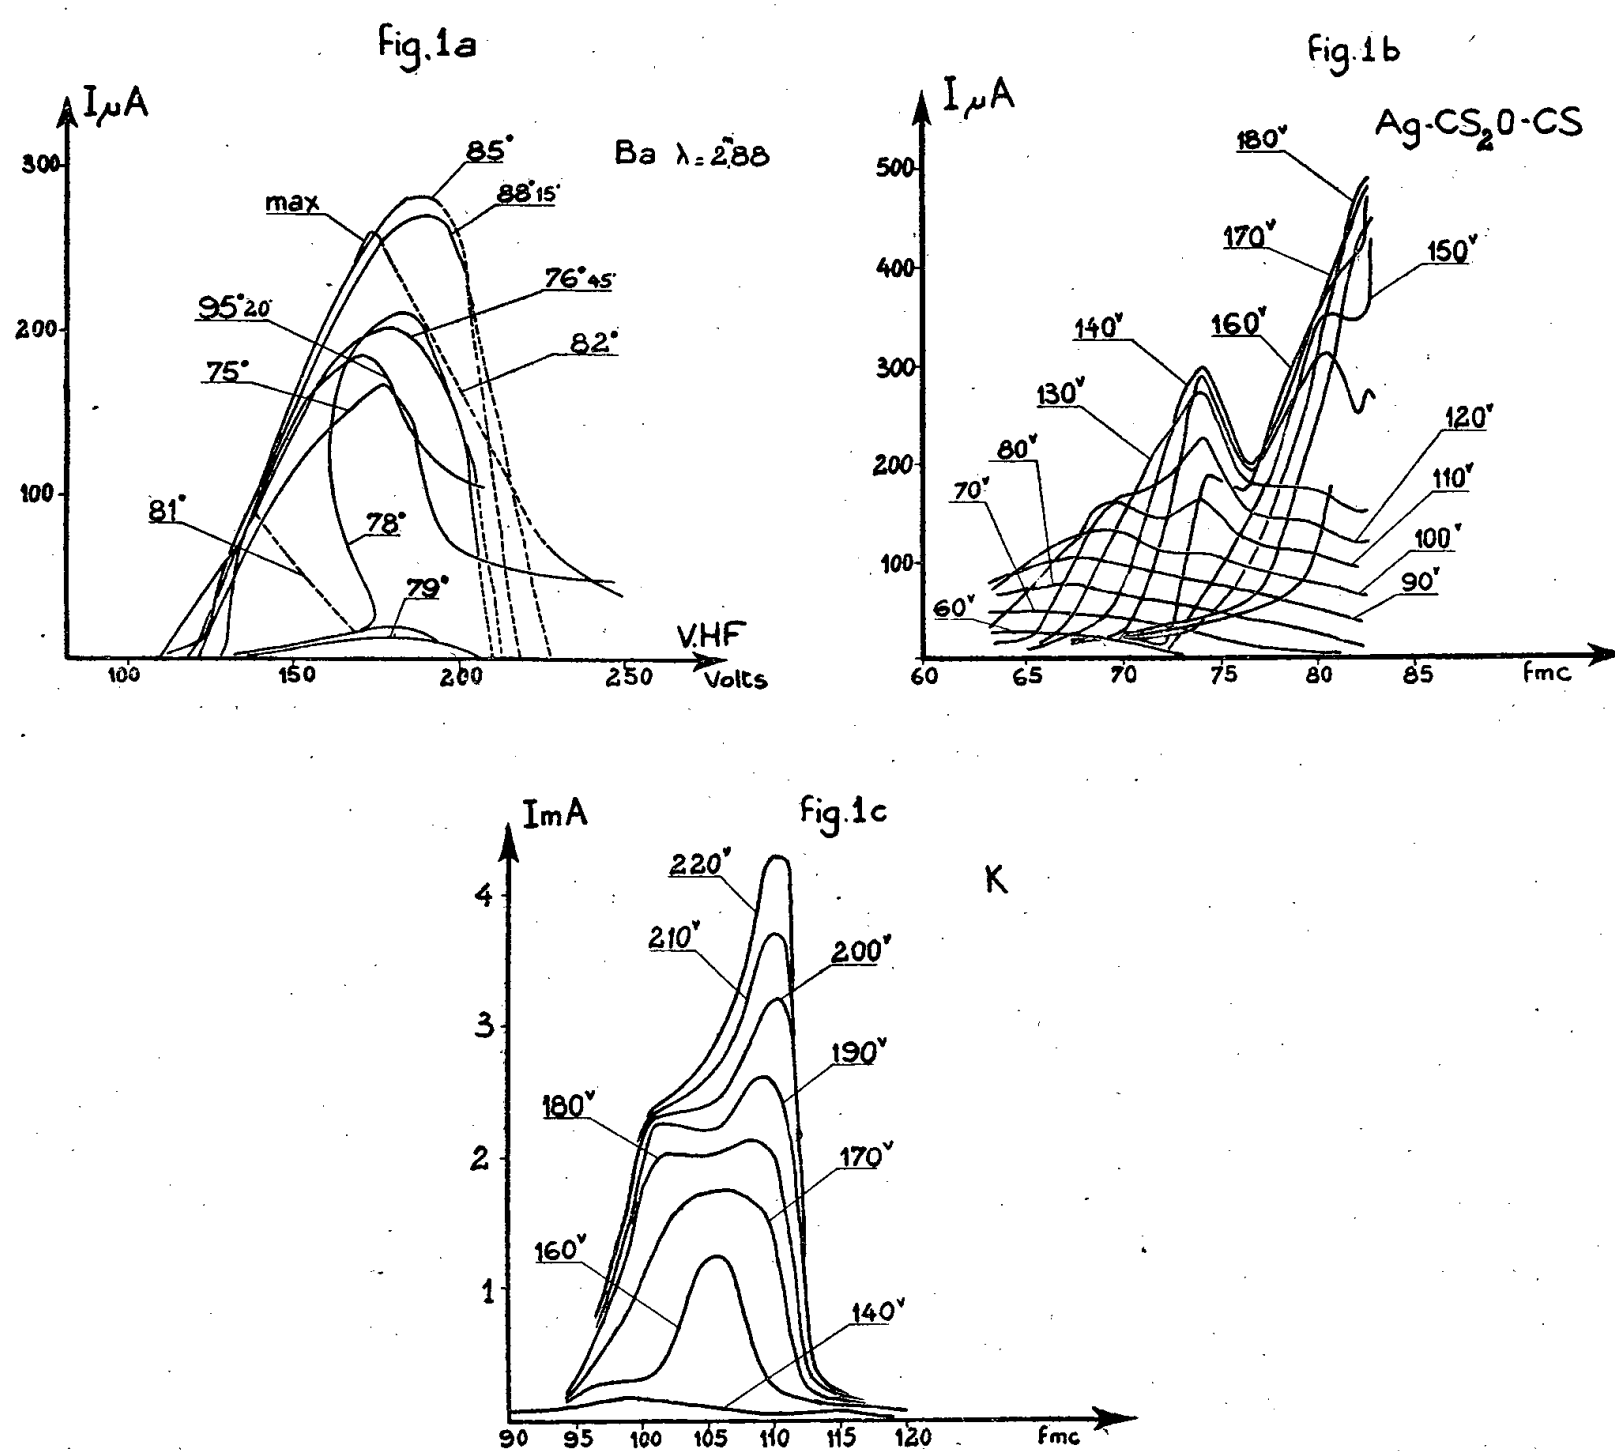 Fig.1a
IμA
300
200
100
85°
Ba λ=2ᵐ88
max
88°15'
76°45'
95°20'
82°
75°
81°
78°
79°
V.HF
100 150 200 250 Volts
Fig.1b
IμA
Ag-CS₂O-CS
500
400
300
200
100
180ᵛ
170ᵛ
150ᵛ
140ᵛ
160ᵛ
130ᵛ
120ᵛ
80ᵛ
110ᵛ
70ᵛ
100ᵛ
90ᵛ
60ᵛ
60 65 70 75 80 85 fmc
Fig.1c
ImA
K
4
3
2
1
220ᵛ
210ᵛ
200ᵛ
190ᵛ
180ᵛ
170ᵛ
160ᵛ
140ᵛ
90 95 100 105 110 115 120 fmc